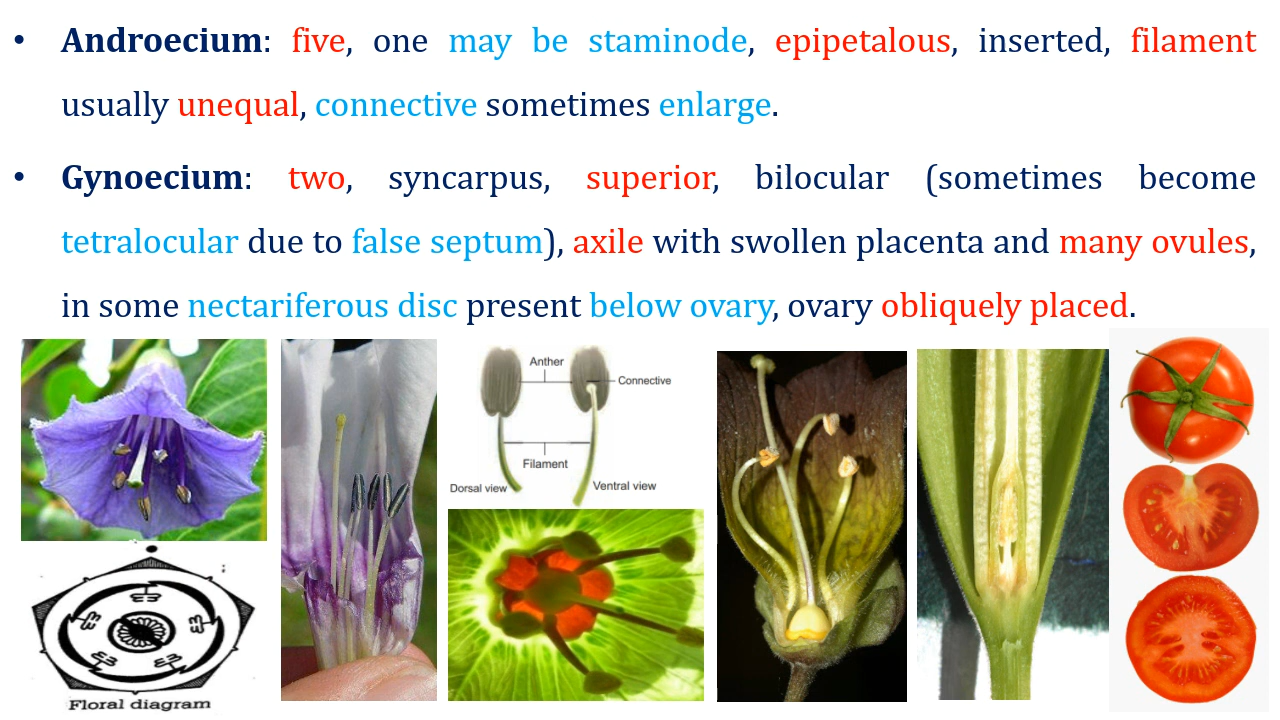 • Androecium: five, one may be staminode, epipetalous, inserted, filament
usually unequal, connective sometimes enlarge.
• Gynoecium: two, syncarpus, superior, bilocular (sometimes become
tetralocular due to false septum), axile with swollen placenta and many ovules,
in some nectariferous disc present below ovary, ovary obliquely placed.
Anther
Connective
Filament
Dorsal view
Ventral view
Floral diagram